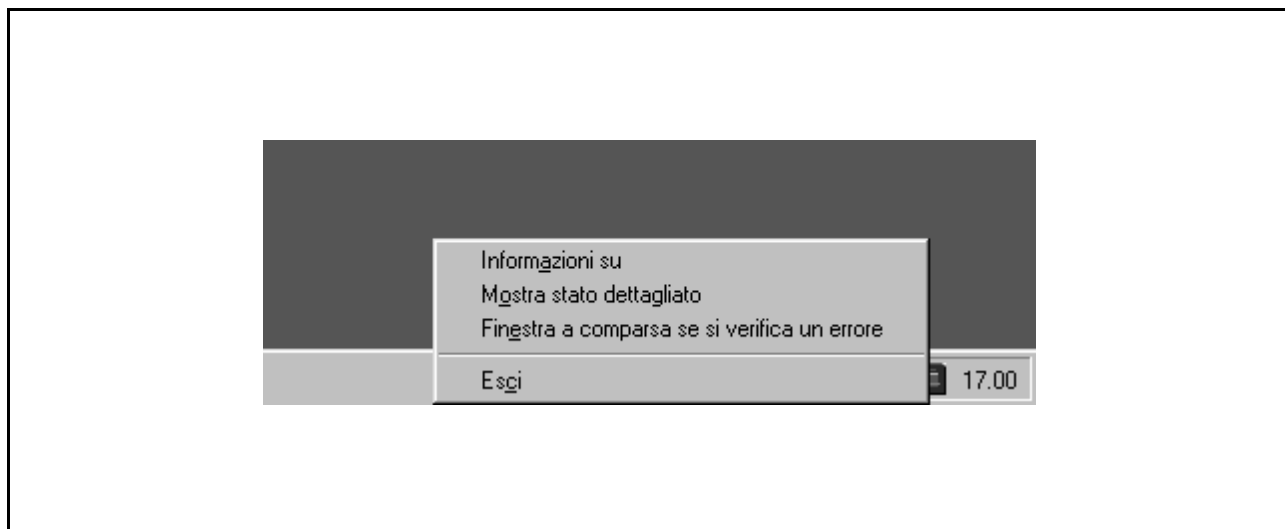 Informazioni su
Mostra stato dettagliato
Finestra a comparsa se si verifica un errore
Esci
17.00